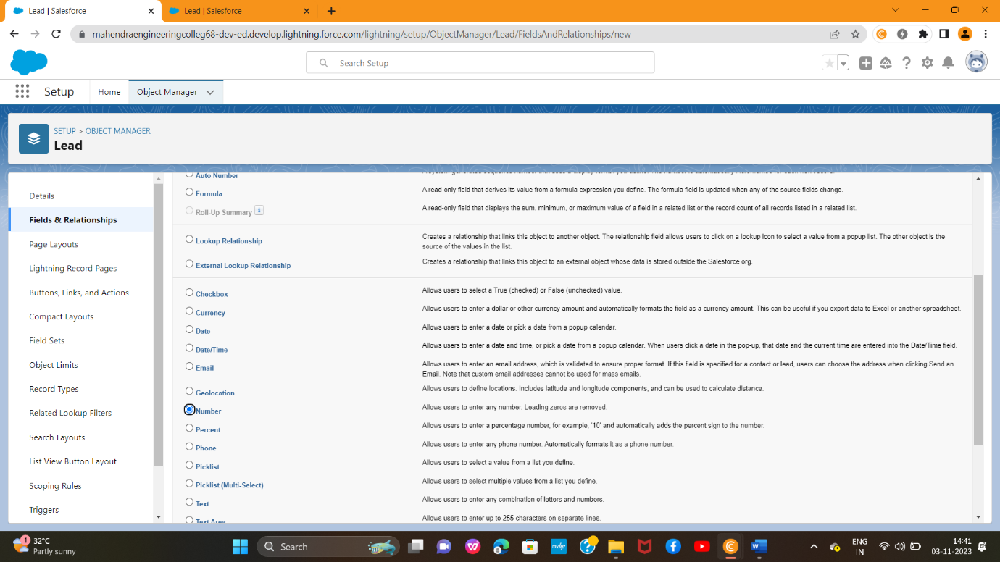 Lead | Salesforce
Lead | Salesforce
mahendraengineeringcolleg68-dev-ed.develop.lightning.force.com/lightning/setup/ObjectManager/Lead/FieldsAndRelationships/new
Search Setup
Setup
Home
Object Manager
SETUP > OBJECT MANAGER
Lead
Details
Fields & Relationships
Page Layouts
Lightning Record Pages
Buttons, Links, and Actions
Compact Layouts
Field Sets
Object Limits
Record Types
Related Lookup Filters
Search Layouts
List View Button Layout
Scoping Rules
Triggers
Auto Number
Formula
A read-only field that derives its value from a formula expression you define. The formula field is updated when any of the source fields change.
Roll-Up Summary i
A read-only field that displays the sum, minimum, or maximum value of a field in a related list or the record count of all records listed in a related list.
Lookup Relationship
Creates a relationship that links this object to another object. The relationship field allows users to click on a lookup icon to select a value from a popup list. The other object is the
source of the values in the list.
External Lookup Relationship
Creates a relationship that links this object to an external object whose data is stored outside the Salesforce org.
Checkbox
Allows users to select a True (checked) or False (unchecked) value.
Currency
Allows users to enter a dollar or other currency amount and automatically formats the field as a currency amount. This can be useful if you export data to Excel or another spreadsheet.
Date
Allows users to enter a date or pick a date from a popup calendar.
Date/Time
Allows users to enter a date and time, or pick a date from a popup calendar. When users click a date in the pop-up, that date and the current time are entered into the Date/Time field.
Email
Allows users to enter an email address, which is validated to ensure proper format. If this field is specified for a contact or lead, users can choose the address when clicking Send an
Email. Note that custom email addresses cannot be used for mass emails.
Geolocation
Allows users to define locations. Includes latitude and longitude components, and can be used to calculate distance.
Number
Allows users to enter any number. Leading zeros are removed.
Percent
Allows users to enter a percentage number, for example, '10' and automatically adds the percent sign to the number.
Phone
Allows users to enter any phone number. Automatically formats it as a phone number.
Picklist
Allows users to select a value from a list you define.
Picklist (Multi-Select)
Allows users to select multiple values from a list you define.
Text
Allows users to enter any combination of letters and numbers.
Text Area
Allows users to enter up to 255 characters on separate lines.
1
32°C
Partly sunny
Search
myhp
ENG
IN
14:41
03-11-2023